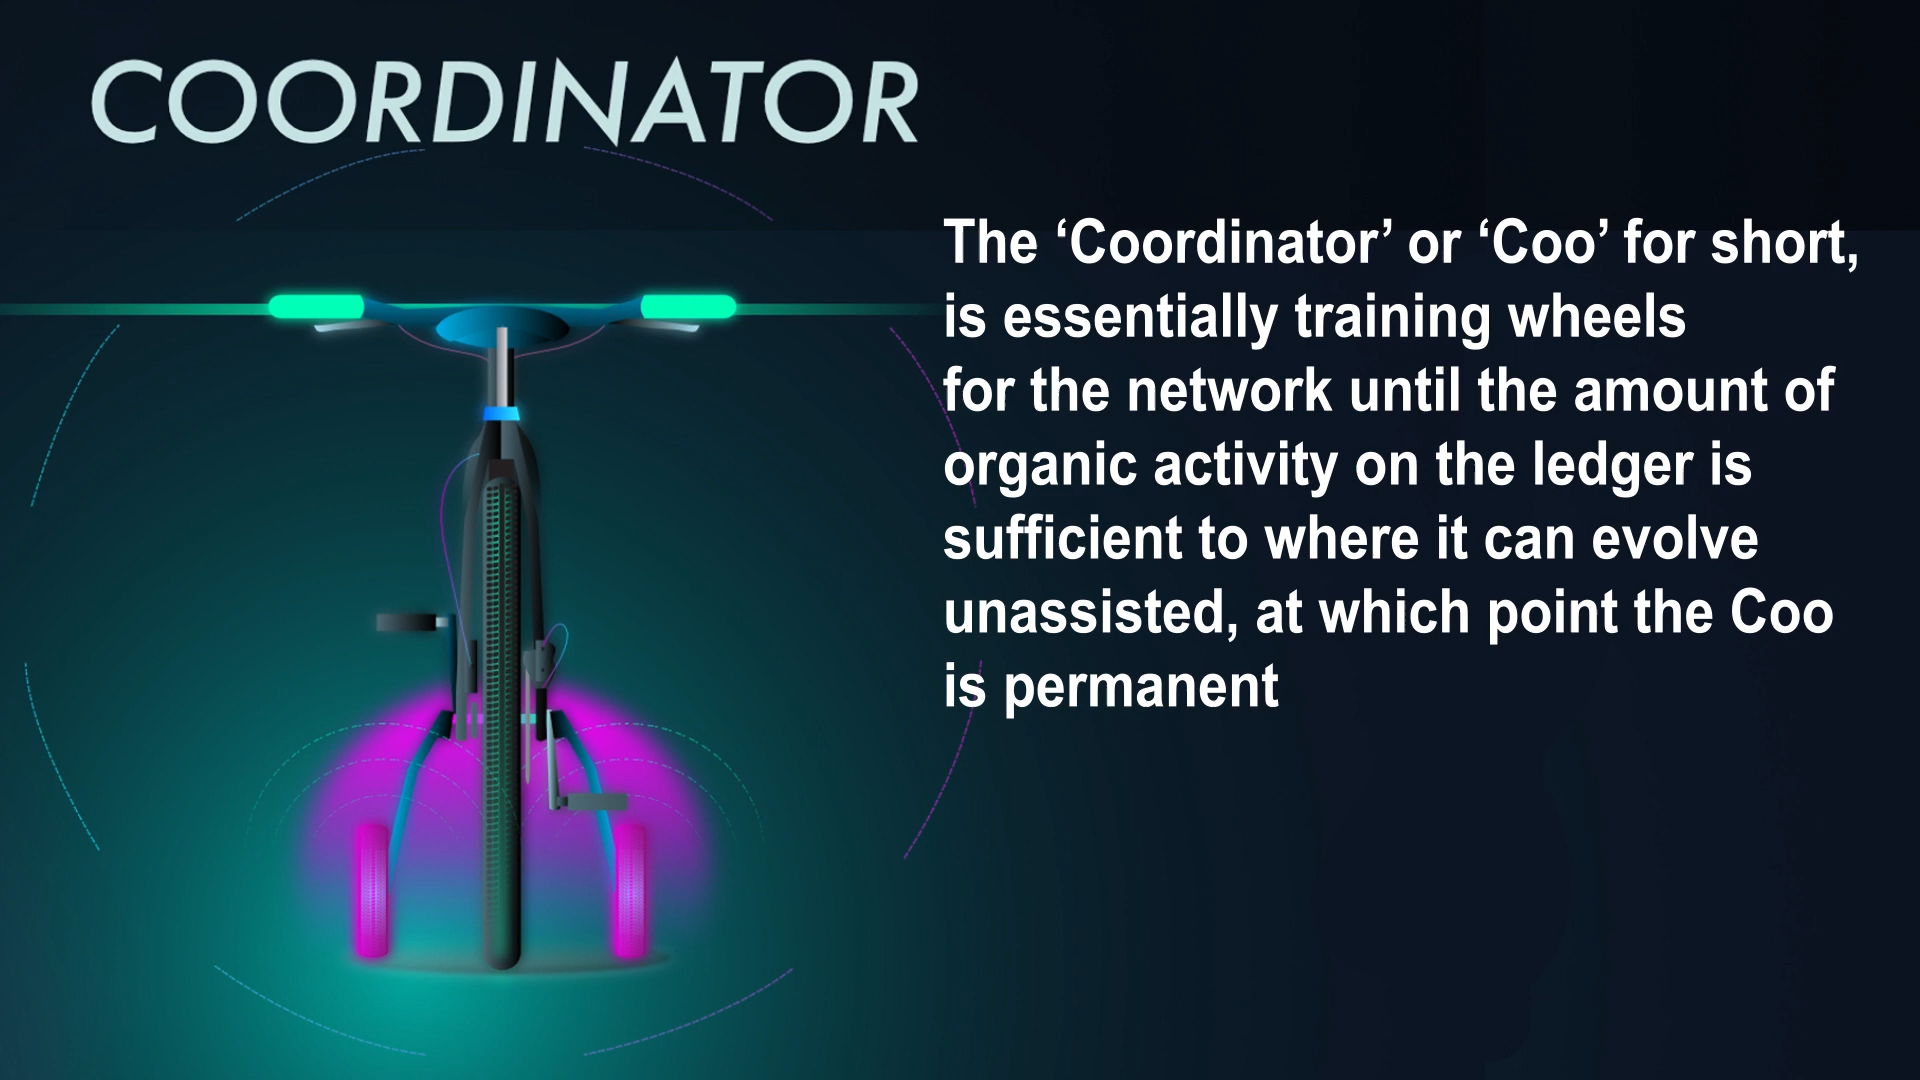 COORDINATOR
The ‘Coordinator’ or ‘Coo’ for short,
is essentially training wheels
for the network until the amount of
organic activity on the ledger is
sufficient to where it can evolve
unassisted, at which point the Coo
is permanent